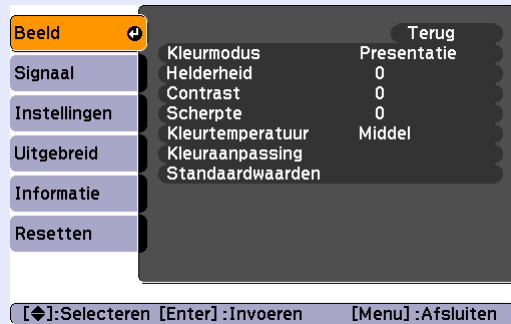 Beeld
Signaal
Instellingen
Uitgebreid
Informatie
Resetten
Terug
Kleurmodus Presentatie
Helderheid 0
Contrast 0
Scherpte 0
Kleurtemperatuur Middel
Kleuraanpassing
Standaardwaarden
[◆]:Selecteren [Enter]:Invoeren [Menu]:Afsluiten